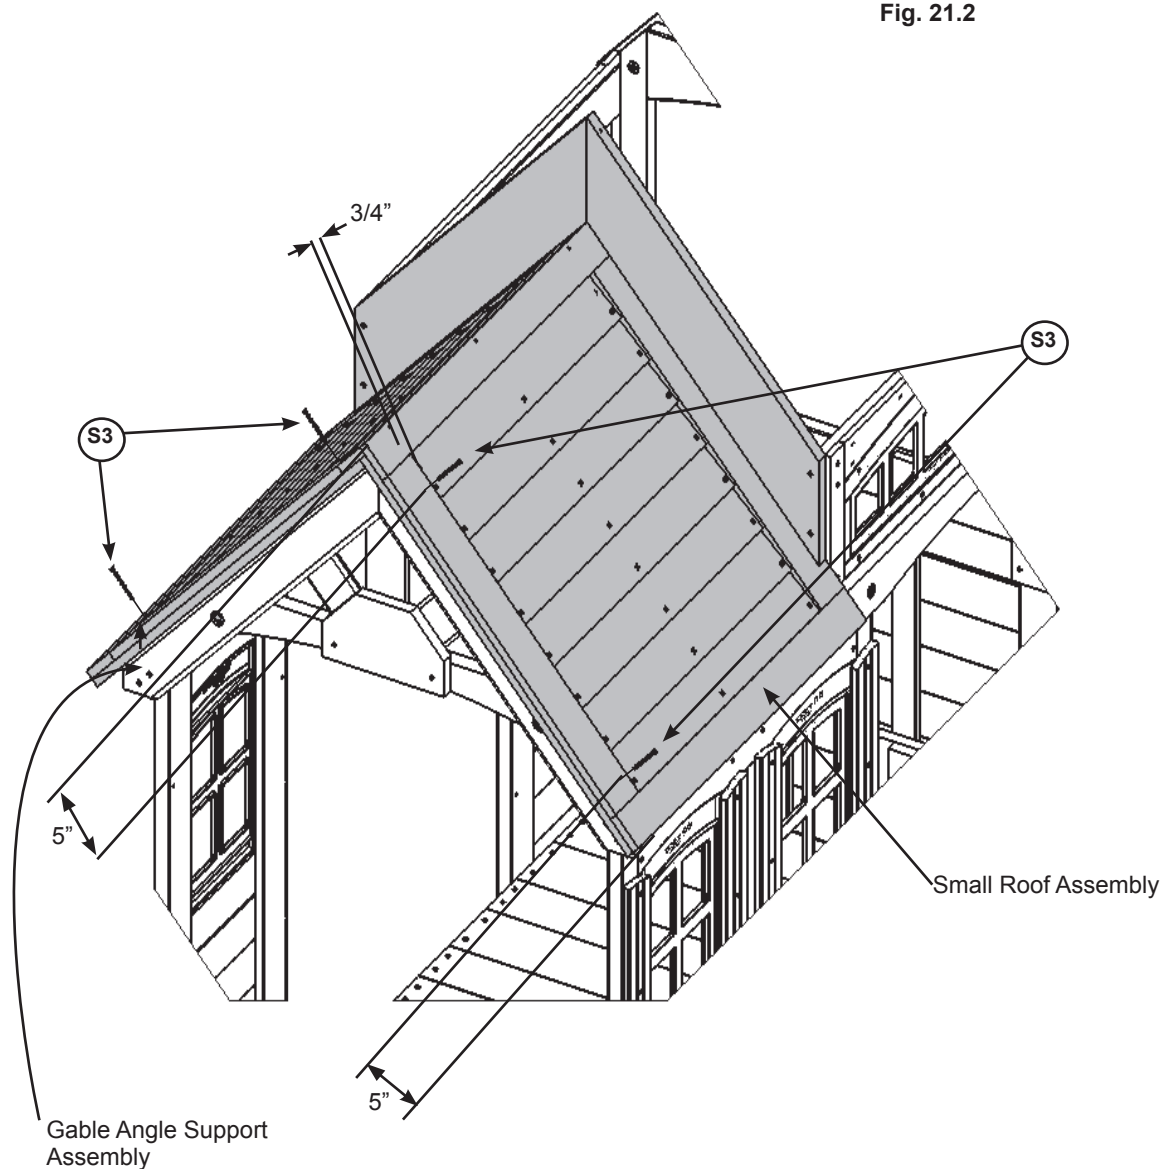 Fig. 21.2
3/4”
S3
S3
5”
Small Roof Assembly
5”
Gable Angle Support
Assembly